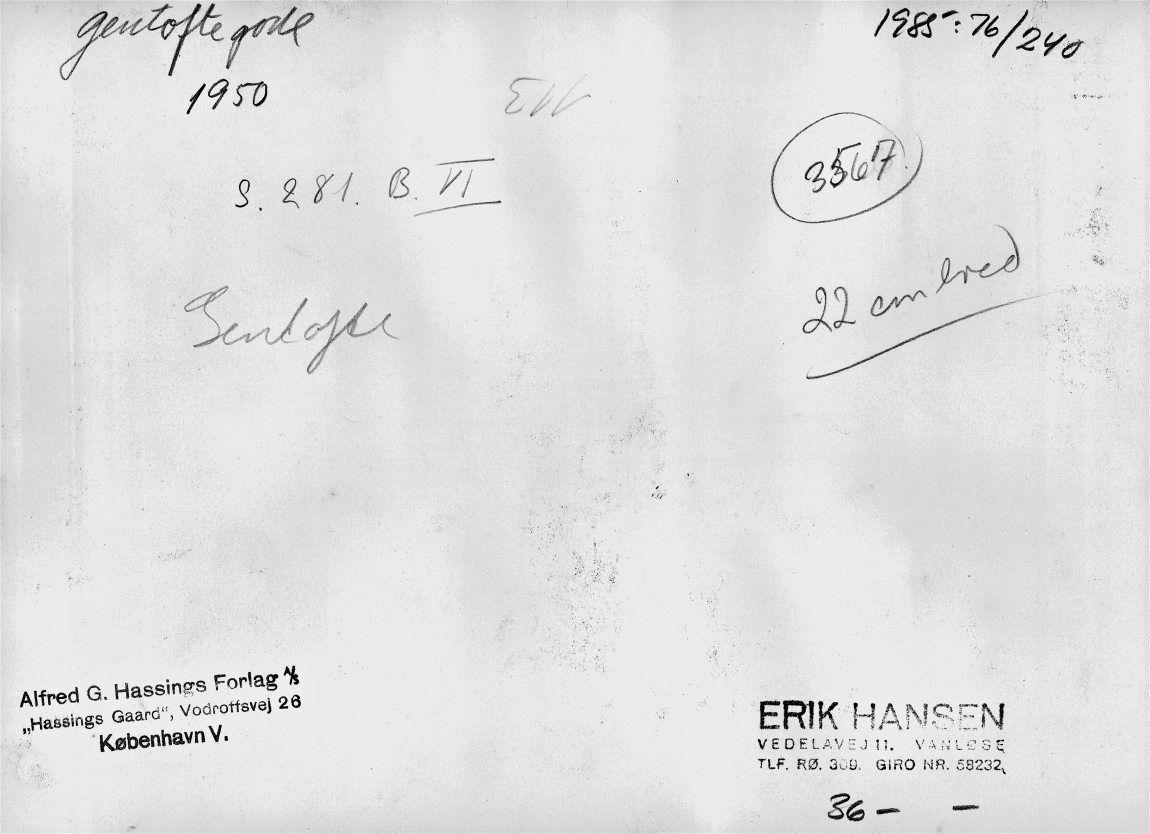 gentoftegade
1985:76/240
1950
3567
S. 281. B. VI
22 cm bred
Gentofte
Alfred G. Hassings Forlag A/S
„Hassings Gaard“, Vodroffsvej 26
København V.
ERIK HANSEN
VEDELAVEJ 11. VANLØSE
TLF. RØ. 309. GIRO NR. 58232
36 — —